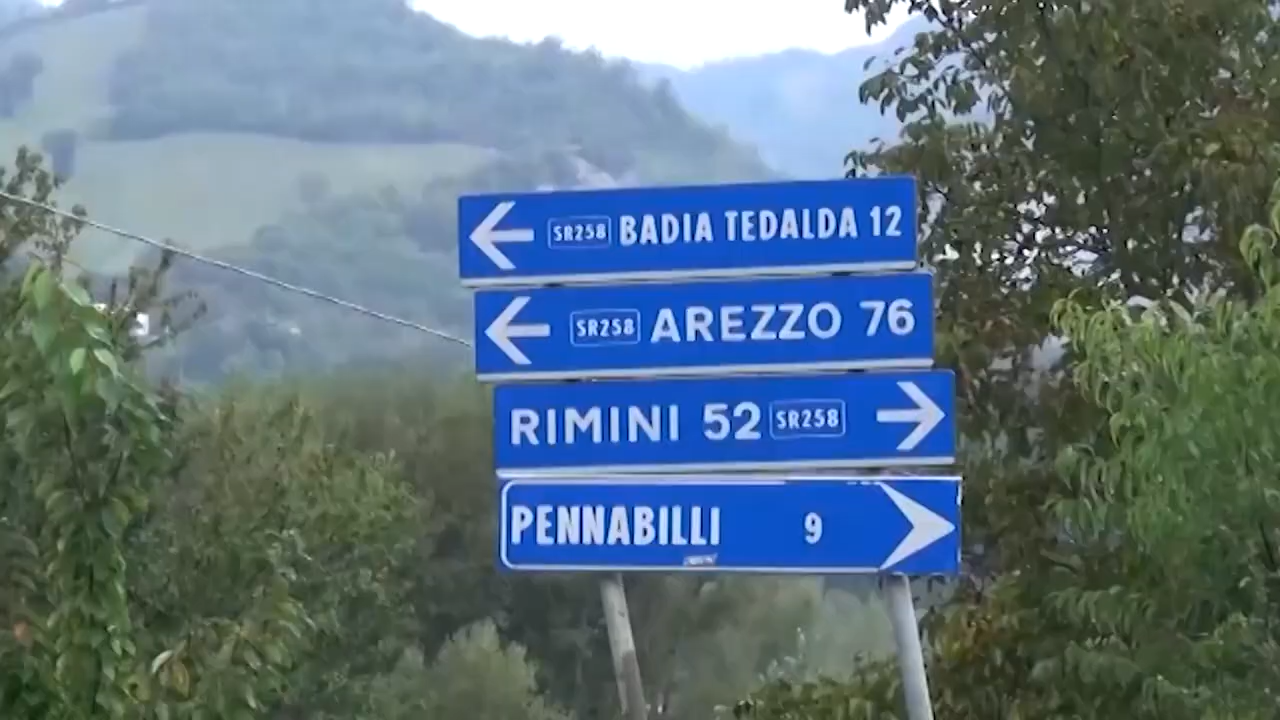 SR258 BADIA TEDALDA 12
SR258 AREZZO 76
RIMINI 52 SR258
PENNABILLI 9